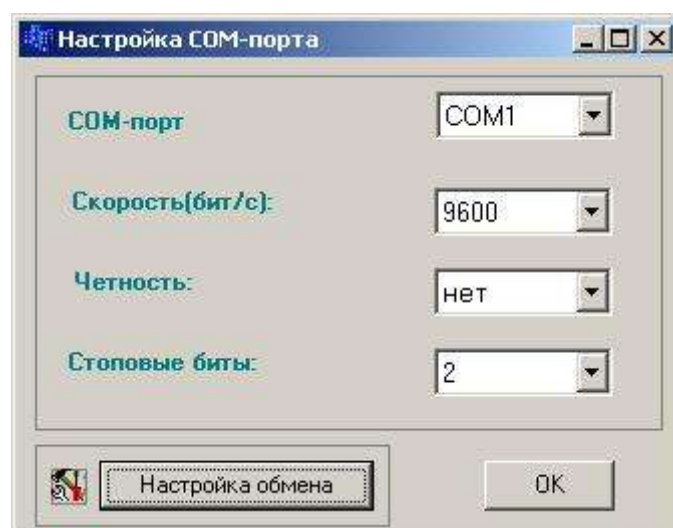 Настройка COM-порта
COM-порт
COM1
Скорость(бит/с):
9600
Четность:
нет
Стоповые биты:
2
Настройка обмена
OK